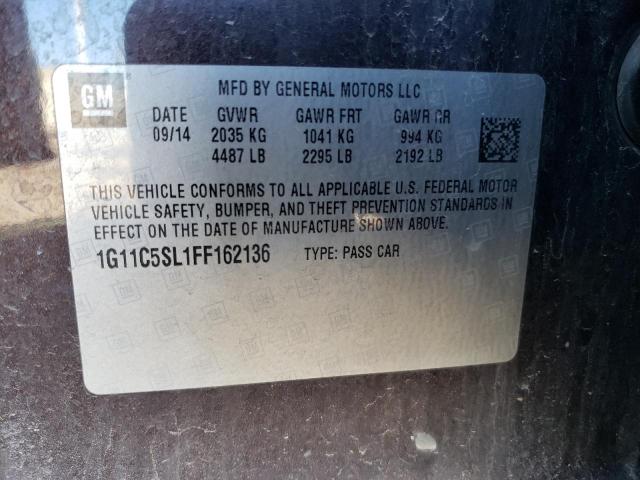 GM
MFD BY GENERAL MOTORS LLC
DATE GVWR GAWR FRT GAWR RR
09/14 2035 KG 1041 KG 994 KG
4487 LB 2295 LB 2192 LB
THIS VEHICLE CONFORMS TO ALL APPLICABLE U.S. FEDERAL MOTOR
VEHICLE SAFETY, BUMPER, AND THEFT PREVENTION STANDARDS IN
EFFECT ON THE DATE OF MANUFACTURE SHOWN ABOVE.
1G11C5SL1FF162136 TYPE: PASS CAR